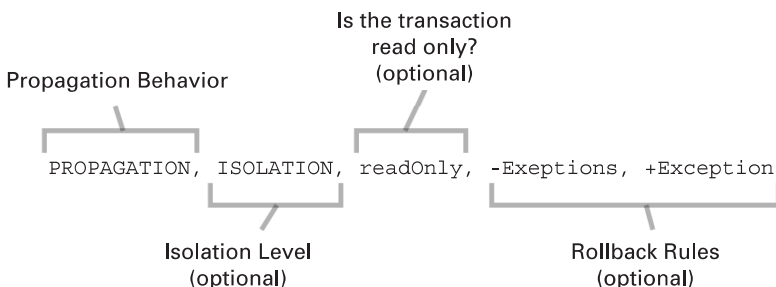 Is the transaction
read only?
(optional)
Propagation Behavior
PROPAGATION, ISOLATION, readOnly, -Exeptions, +Exception
Isolation Level
(optional)
Rollback Rules
(optional)